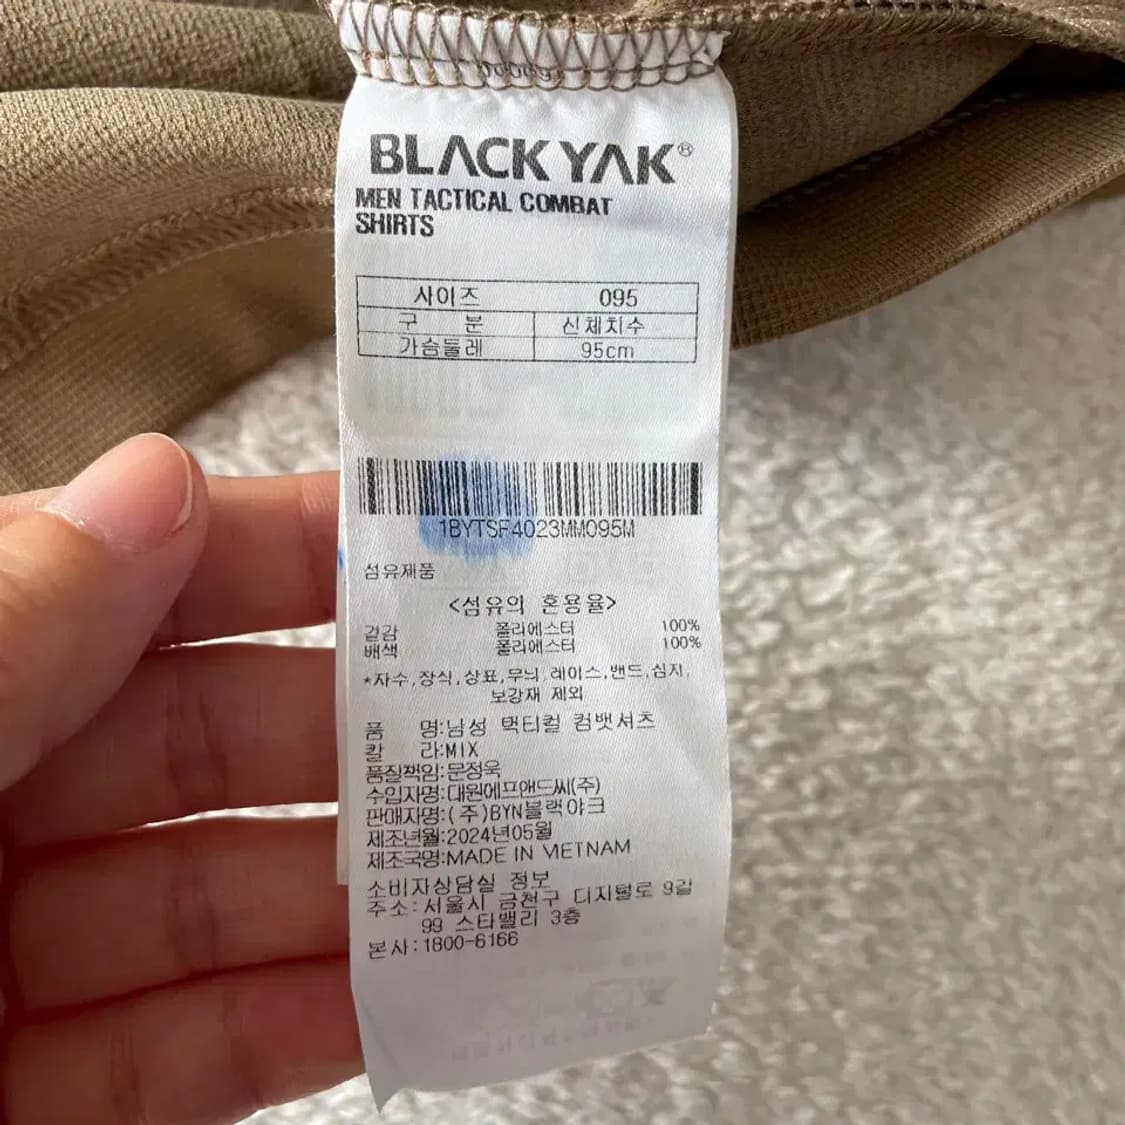 BLACK YAK®
MEN TACTICAL COMBAT
SHIRTS
사이즈 095
구 분 신체치수
가슴둘레 95cm
1BYTSF4023MM095M
섬유제품
<섬유의 혼용율>
겉감 폴리에스터 100%
배색 폴리에스터 100%
*자수,장식,상표,무늬,레이스,밴드,심지,
보강재 제외
품 명:남성 택티컬 컴뱃셔츠
칼 라:MIX
품질책임:문정욱
수입자명:대원에프앤드씨(주)
판매자명:(주)BYN블랙야크
제조년월:2024년05월
제조국명:MADE IN VIETNAM
소비자상담실 정보
주소:서울시 금천구 디지털로 9길
99 스타밸리 3층
본사:1800-6166